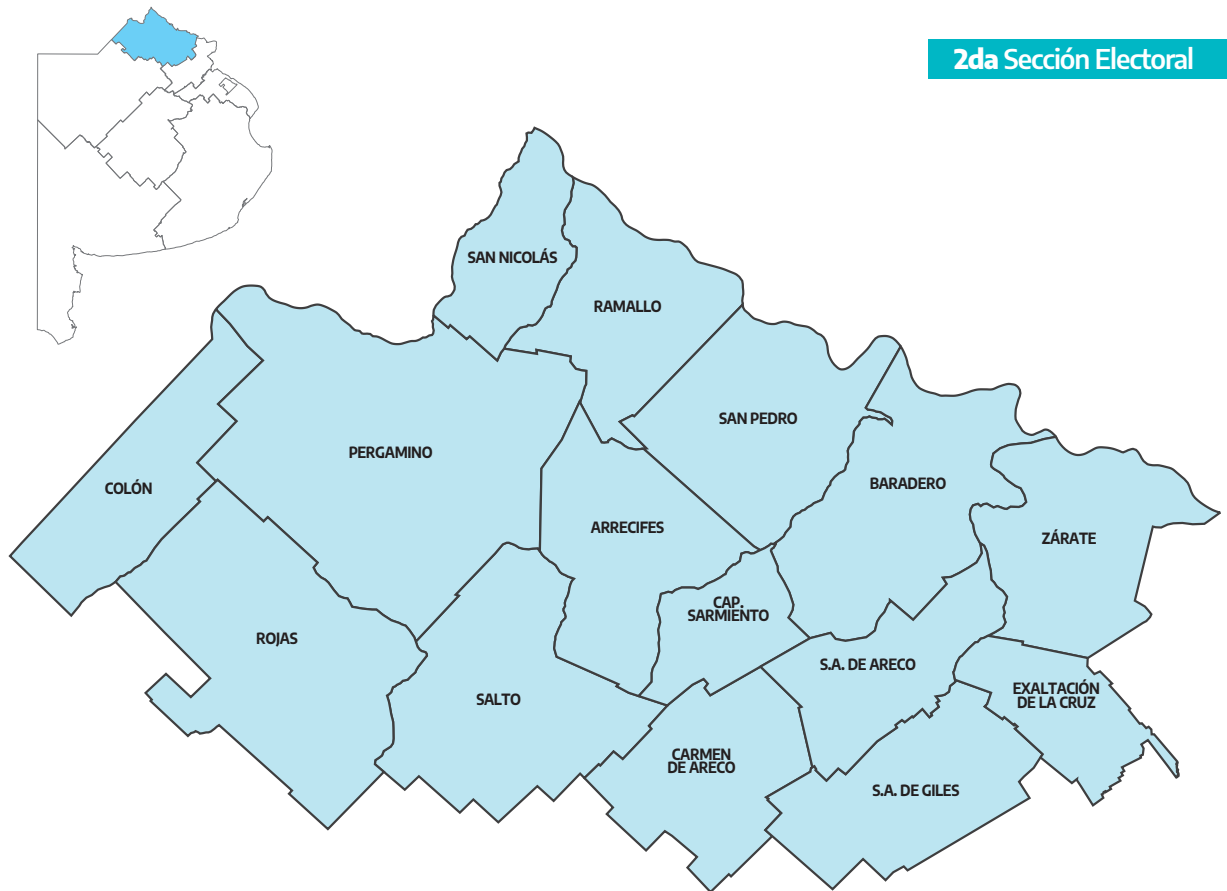 2da Sección Electoral
SAN NICOLÁS
RAMALLO
SAN PEDRO
PERGAMINO
COLÓN
BARADERO
ARRECIFES
ZÁRATE
CAP.
SARMIENTO
ROJAS
S.A. DE ARECO
SALTO
EXALTACIÓN
DE LA CRUZ
CARMEN
DE ARECO
S.A. DE GILES